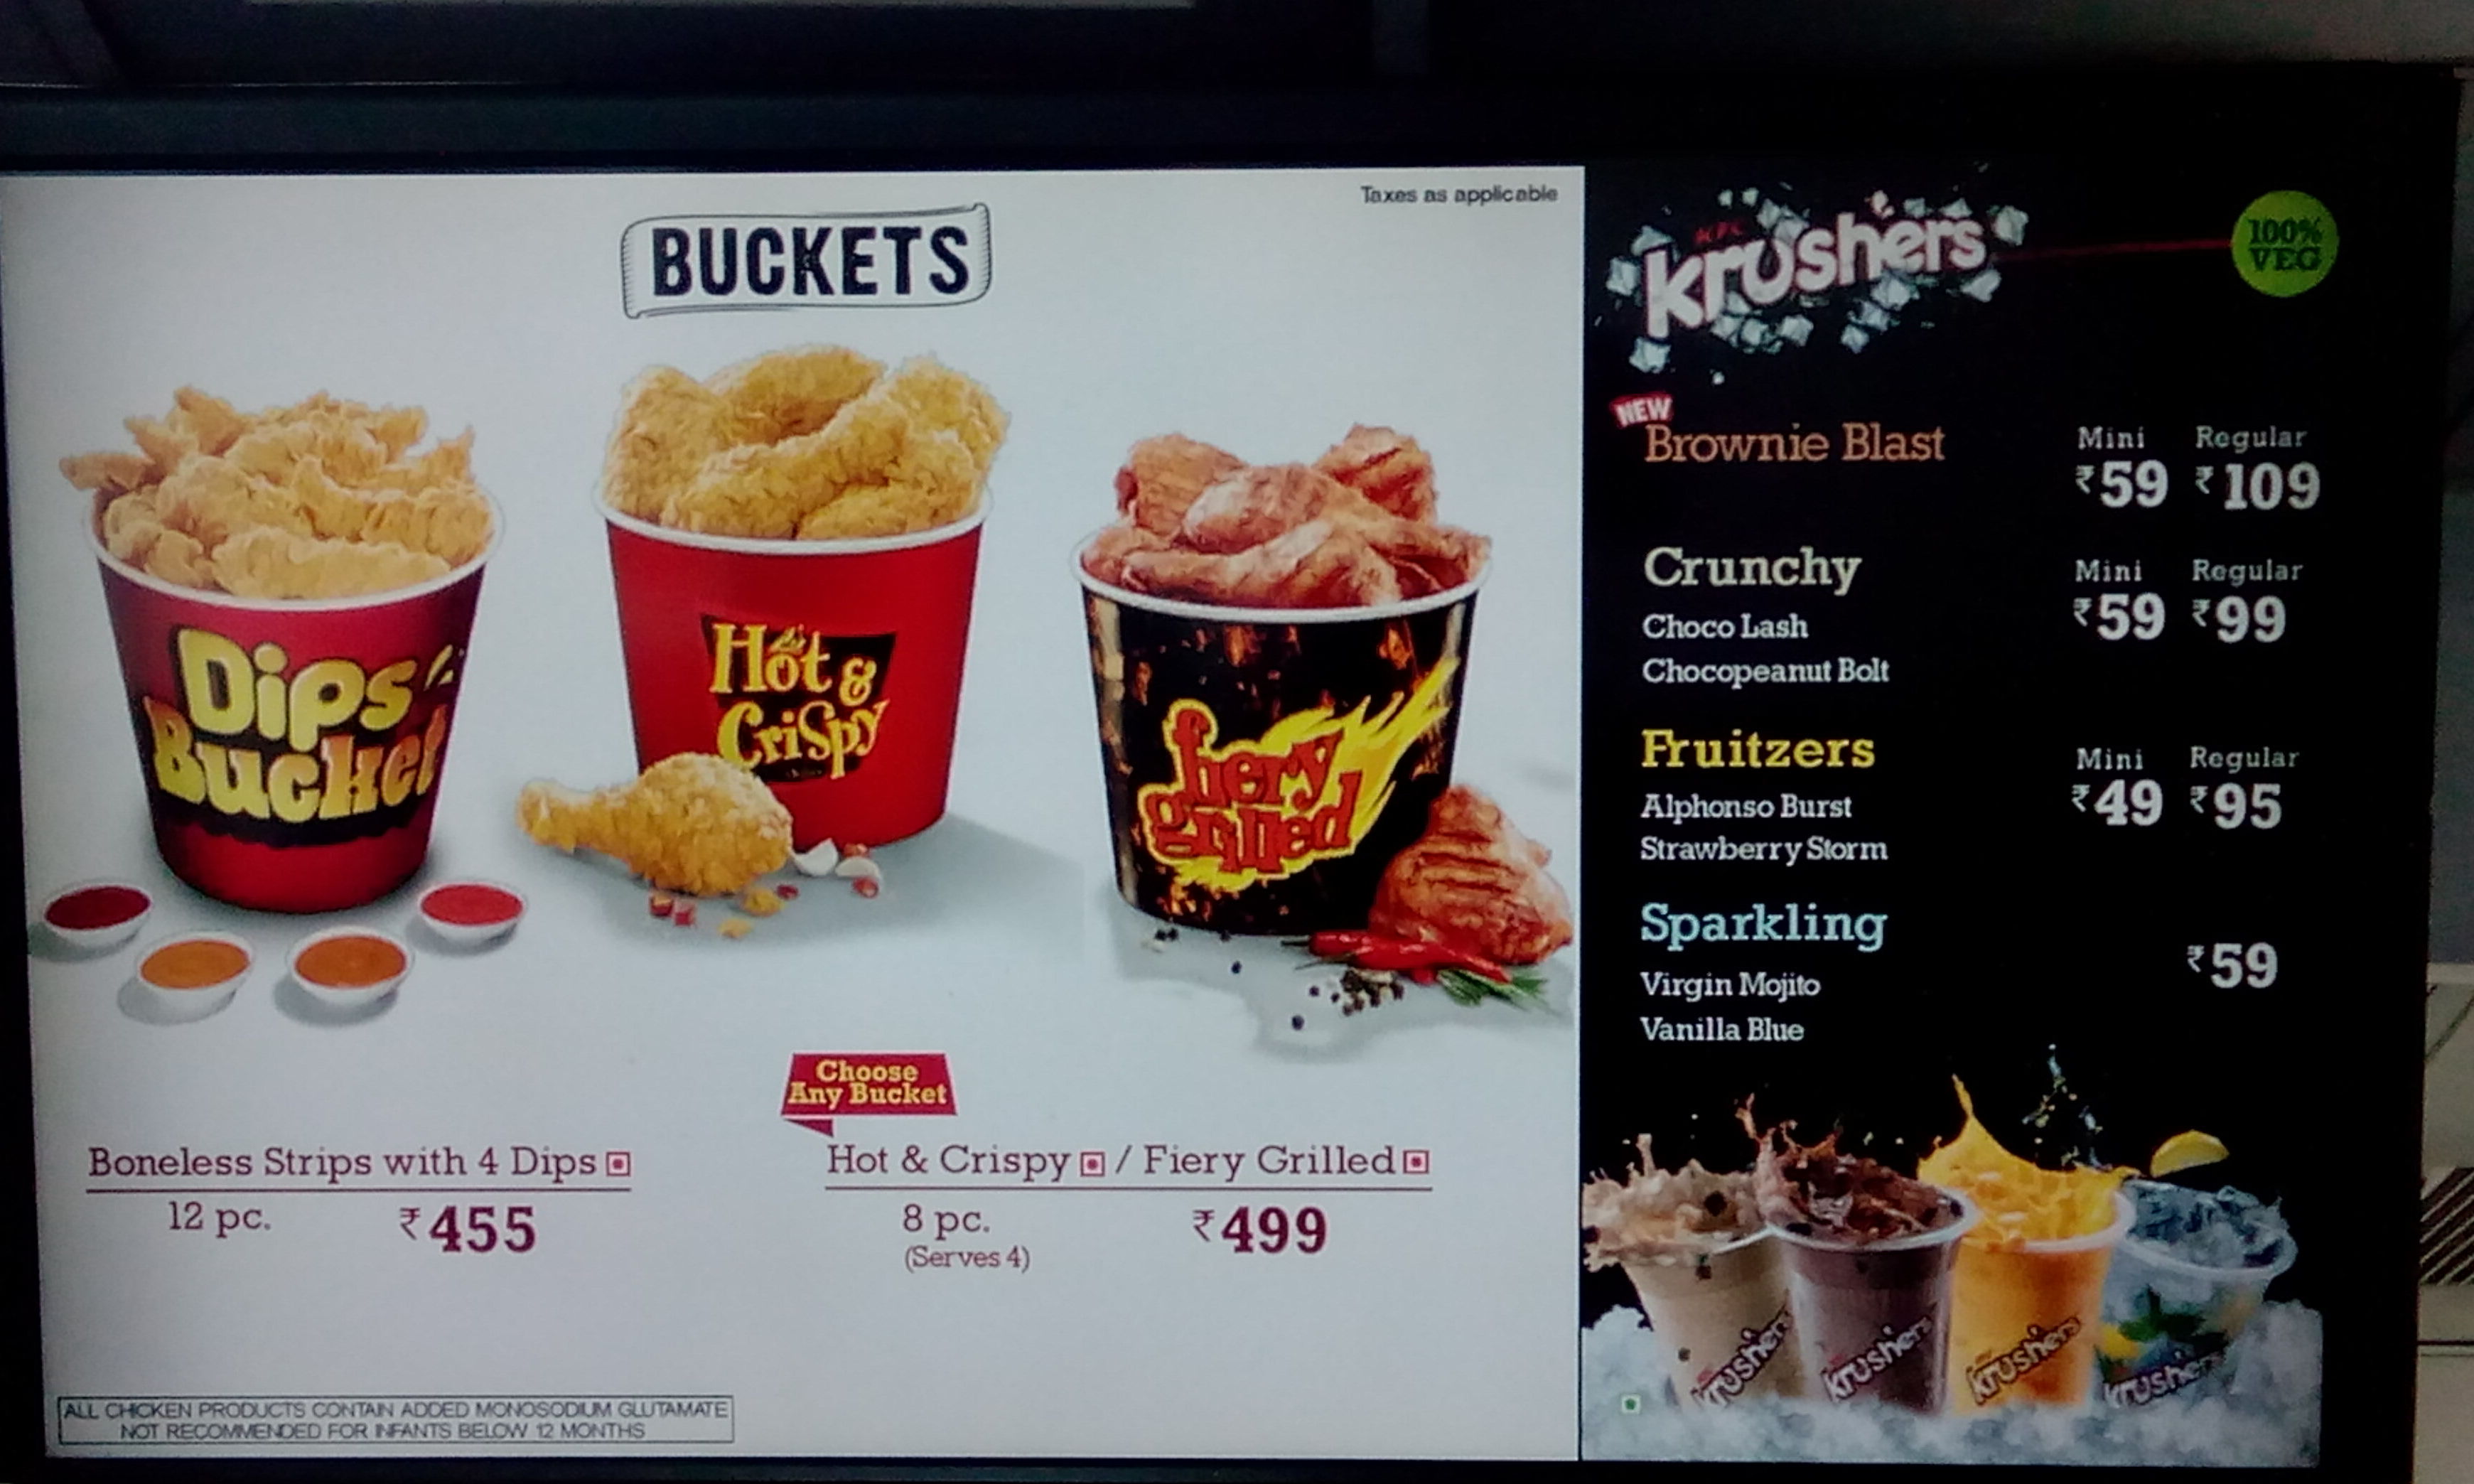 Taxes as applicable
BUCKETS
Dips
Bucket
Hot &
Crispy
fiery
grilled
Choose
Any Bucket
Boneless Strips with 4 Dips
12 pc. ₹455
Hot & Crispy / Fiery Grilled
8 pc. ₹499
(Serves 4)
ALL CHICKEN PRODUCTS CONTAIN ADDED MONOSODIUM GLUTAMATE
NOT RECOMMENDED FOR INFANTS BELOW 12 MONTHS
KFC
krushers
100%
VEG
NEW
Brownie Blast
Mini Regular
₹59 ₹109
Crunchy
Mini Regular
₹59 ₹99
Choco Lash
Chocopeanut Bolt
Fruitzers
Mini Regular
₹49 ₹95
Alphonso Burst
Strawberry Storm
Sparkling
₹59
Virgin Mojito
Vanilla Blue
krushers
krushers
krushers
krushers